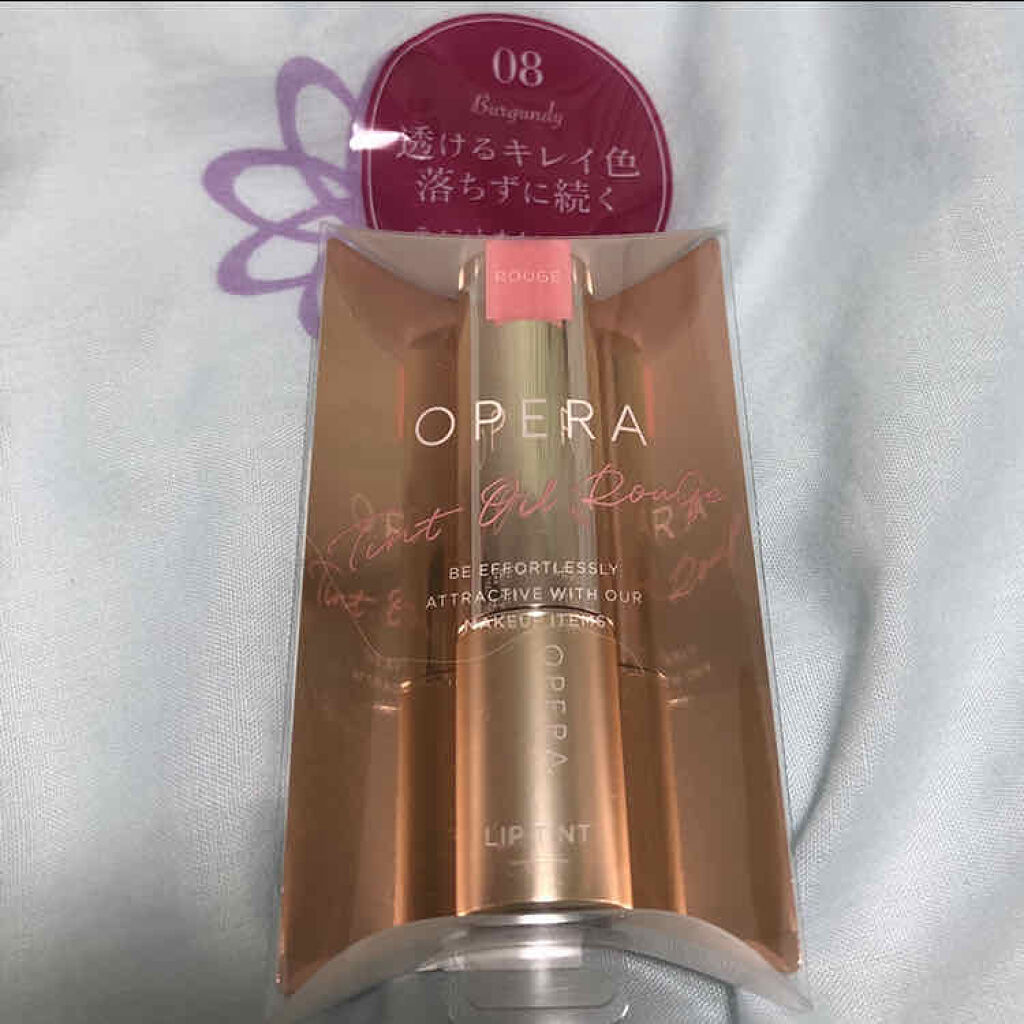 08
Burgundy
透けるキレイ色
落ちずに続く
ROUGE
OPERA
Tint Oil Rouge
BE EFFORTLESSLY
ATTRACTIVE WITH OUR
MAKEUP ITEMS
OPERA
LIP TINT